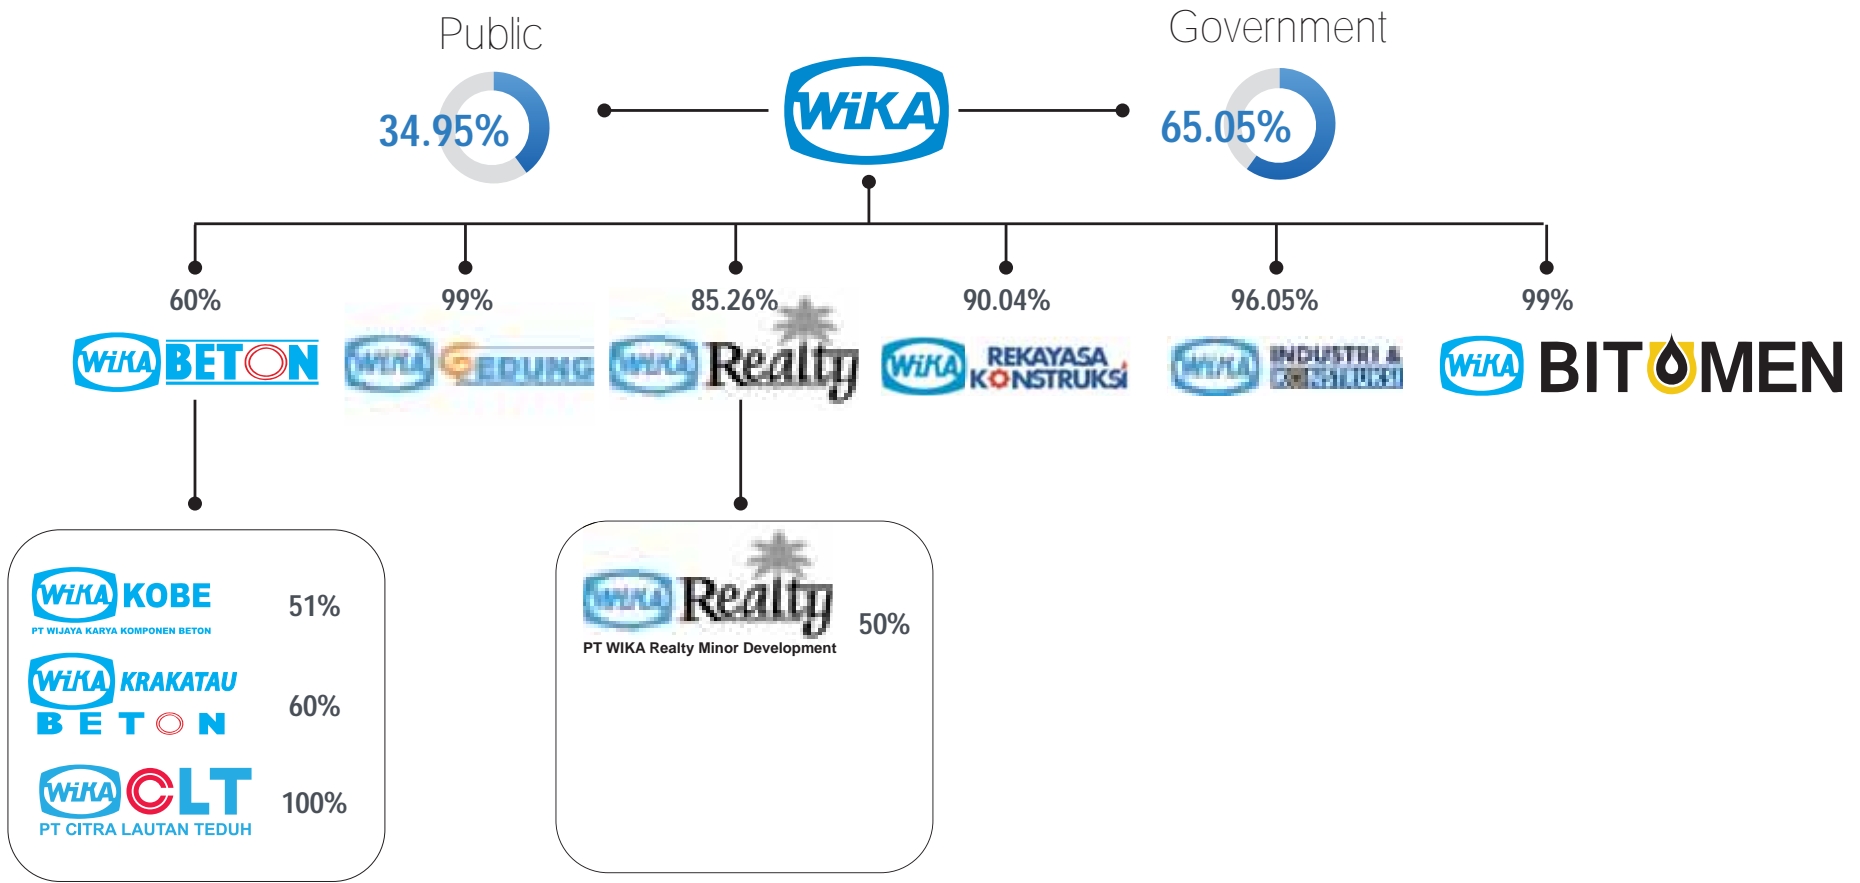 Public
Government
34.95%
WiKA
65.05%
60%
99%
85.26%
90.04%
96.05%
99%
WiKA BETON
WiKA GEDUNG
WiKA Realty
WiKA REKAYASA
KONSTRUKSi
WiKA INDUSTRI &
WiKA BITUMEN
WiKA KOBE
PT WIJAYA KARYA KOMPONEN BETON
51%
WiKA KRAKATAU
BETON
60%
WiKA CLT
PT CITRA LAUTAN TEDUH
100%
WiKA Realty
PT WIKA Realty Minor Development
50%